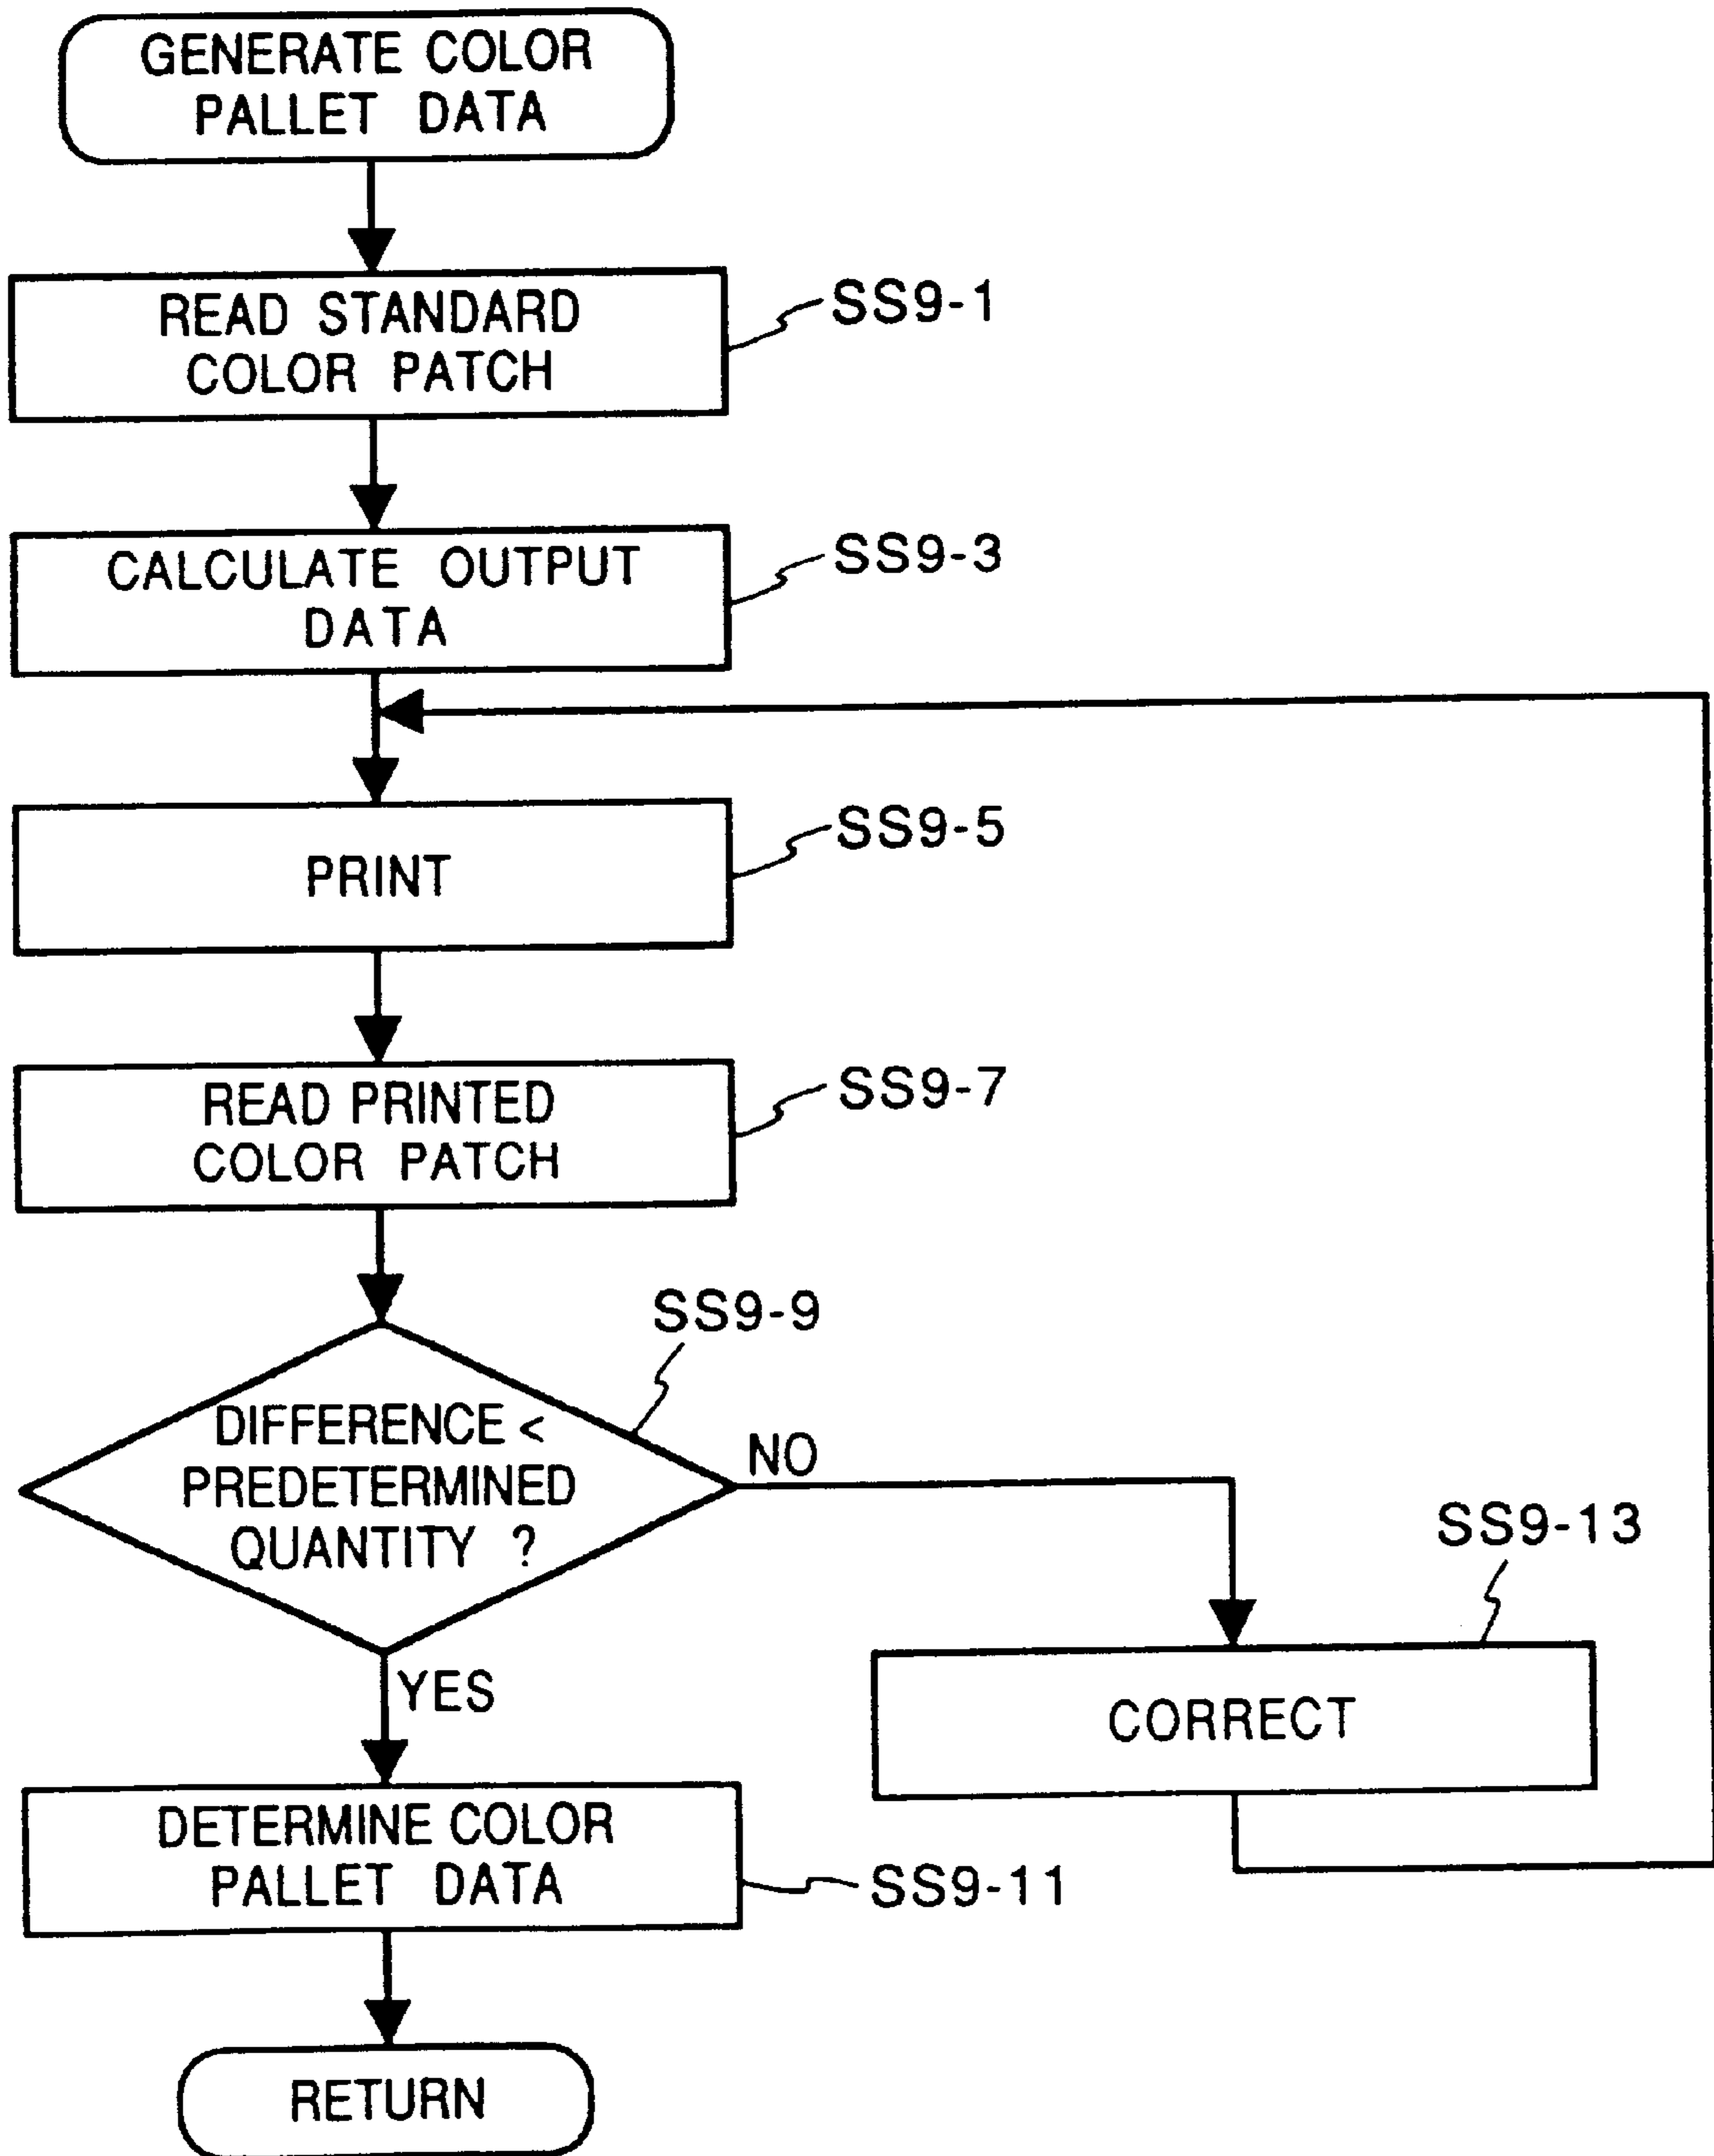 GENERATE COLOR
PALLET DATA
READ STANDARD
COLOR PATCH
SS9-1
CALCULATE OUTPUT
DATA
SS9-3
PRINT
SS9-5
READ PRINTED
COLOR PATCH
SS9-7
SS9-9
DIFFERENCE <
PREDETERMINED
QUANTITY ?
NO
YES
SS9-13
CORRECT
DETERMINE COLOR
PALLET DATA
SS9-11
RETURN